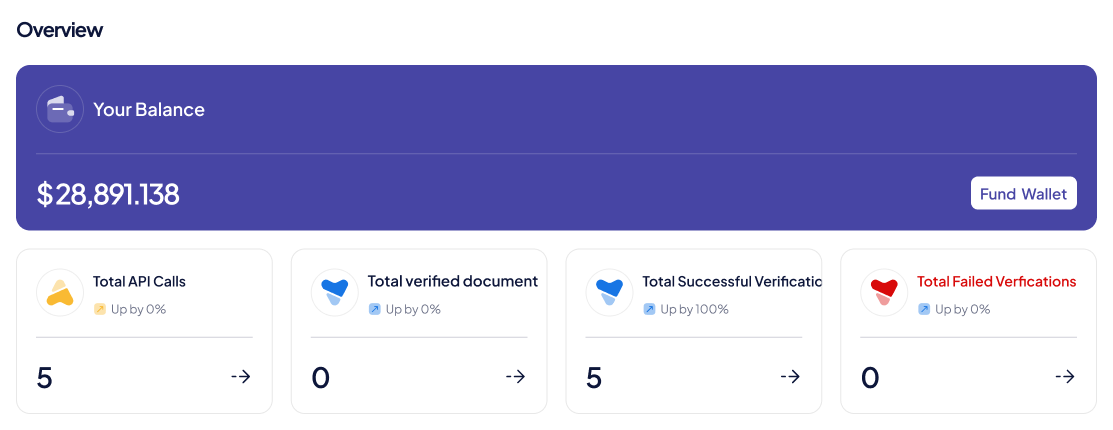 Overview
Your Balance
$28,891.138
Fund Wallet
Total API Calls
Up by 0%
5
Total verified document
Up by 0%
0
Total Successful Verificatio
Up by 100%
5
Total Failed Verfications
Up by 0%
0